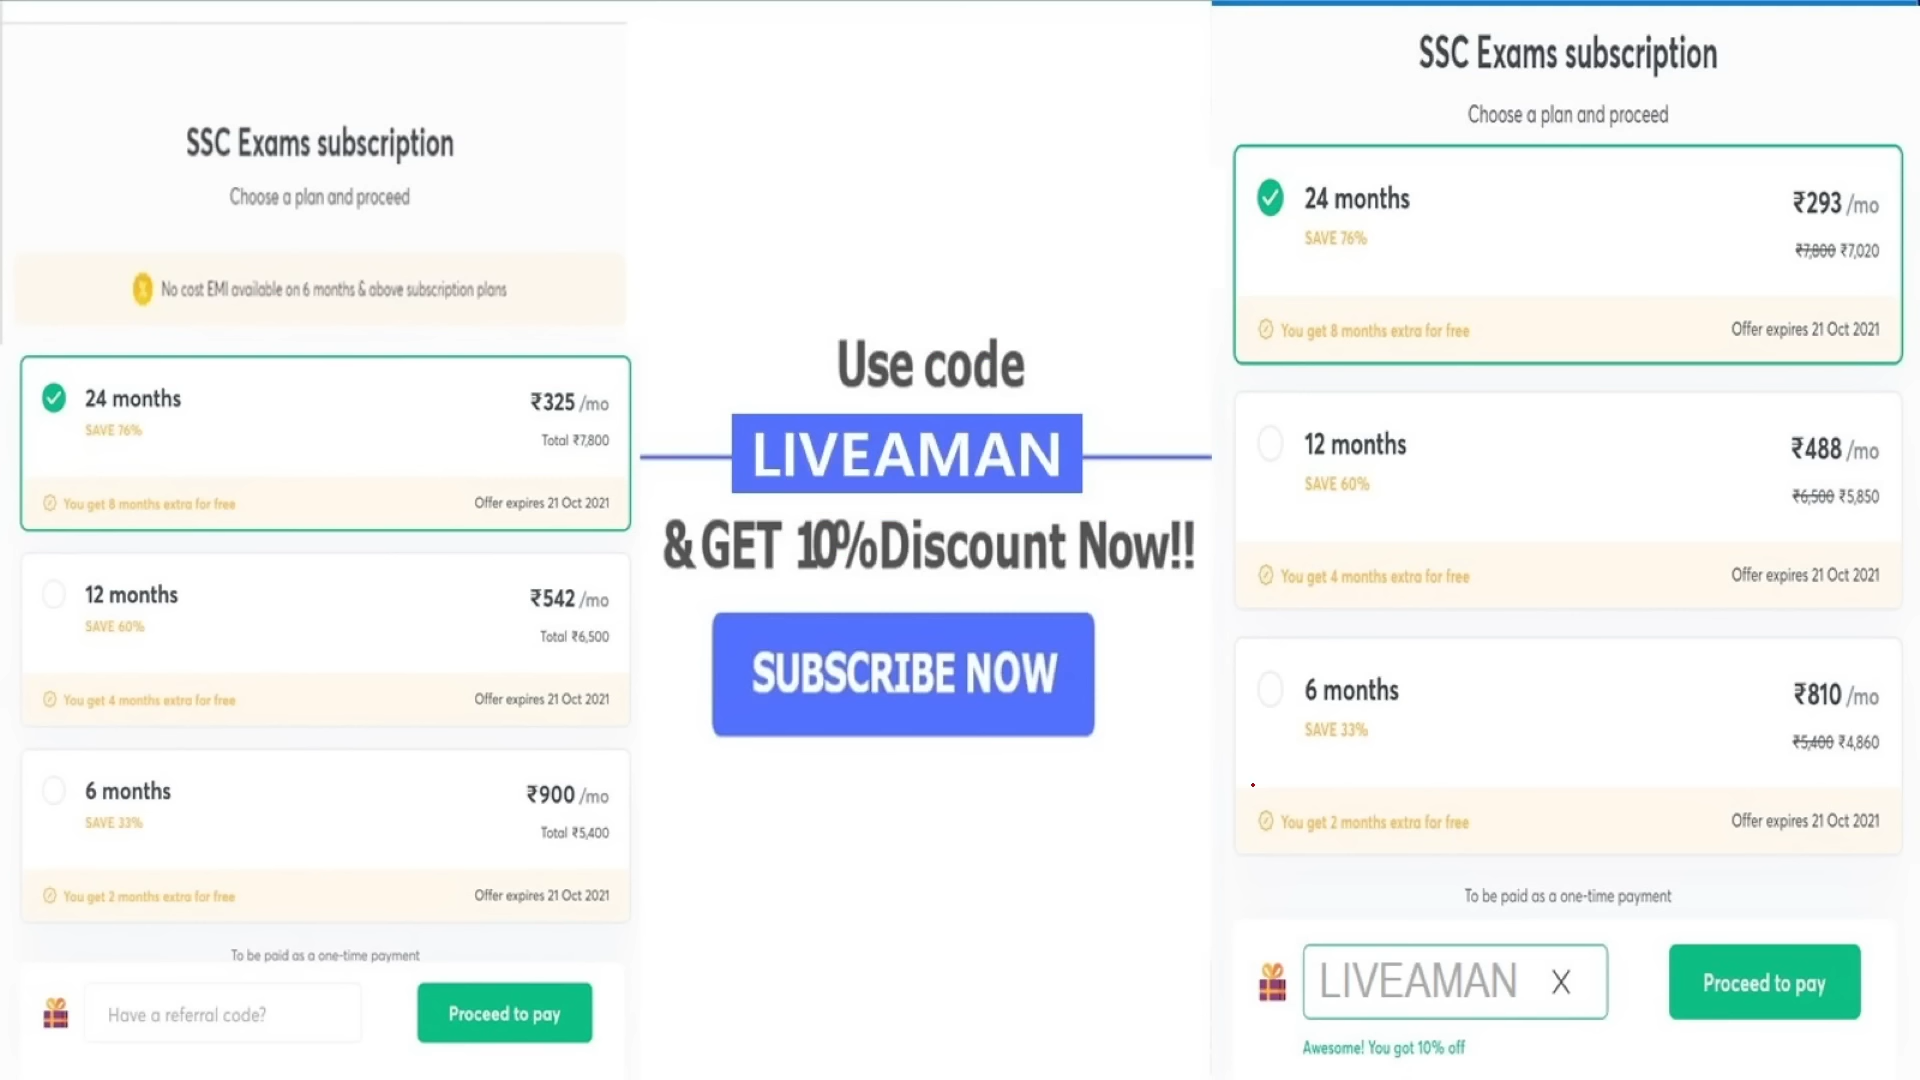 SSC Exams subscription
Choose a plan and proceed
No cost EMI available on 6 months & above subscription plans
24 months
₹325 /mo
SAVE 76%
Total ₹7,800
You get 8 months extra for free
Offer expires 21 Oct 2021
12 months
₹542 /mo
SAVE 60%
Total ₹6,500
You get 4 months extra for free
Offer expires 21 Oct 2021
6 months
₹900 /mo
SAVE 33%
Total ₹5,400
You get 2 months extra for free
Offer expires 21 Oct 2021
To be paid as a one-time payment
Have a referral code?
Proceed to pay
Use code
LIVEAMAN
& GET 10% Discount Now!!
SUBSCRIBE NOW
SSC Exams subscription
Choose a plan and proceed
24 months
₹293 /mo
SAVE 76%
₹7,800 ₹7,020
You get 8 months extra for free
Offer expires 21 Oct 2021
12 months
₹488 /mo
SAVE 60%
₹6,500 ₹5,850
You get 4 months extra for free
Offer expires 21 Oct 2021
6 months
₹810 /mo
SAVE 33%
₹5,400 ₹4,860
You get 2 months extra for free
Offer expires 21 Oct 2021
To be paid as a one-time payment
LIVEAMAN X
Proceed to pay
Awesome! You got 10% off